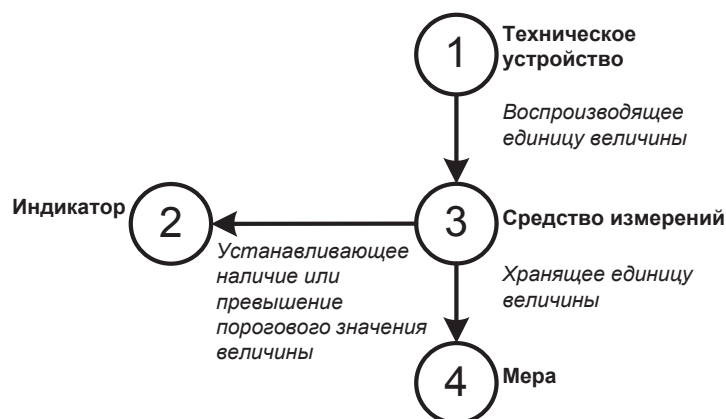 1
Техническое
устройство
Воспроизводящее
единицу величины
Индикатор
2
3
Средство измерений
Устанавливающее
наличие или
превышение
порогового значения
величины
Хранящее единицу
величины
4
Мера